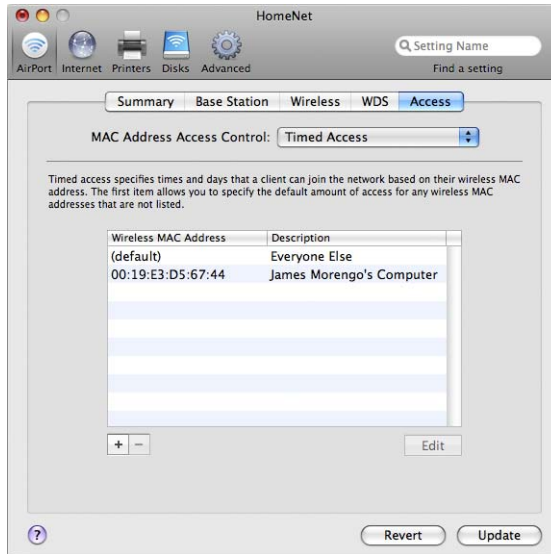 HomeNet
Setting Name
AirPort Internet Printers Disks Advanced
Find a setting
Summary Base Station Wireless WDS Access
MAC Address Access Control: Timed Access
Timed access specifies times and days that a client can join the network based on their wireless MAC
address. The first item allows you to specify the default amount of access for any wireless MAC
addresses that are not listed.
Wireless MAC Address Description
(default) Everyone Else
00:19:E3:D5:67:44 James Morengo's Computer
+ − Edit
? Revert Update